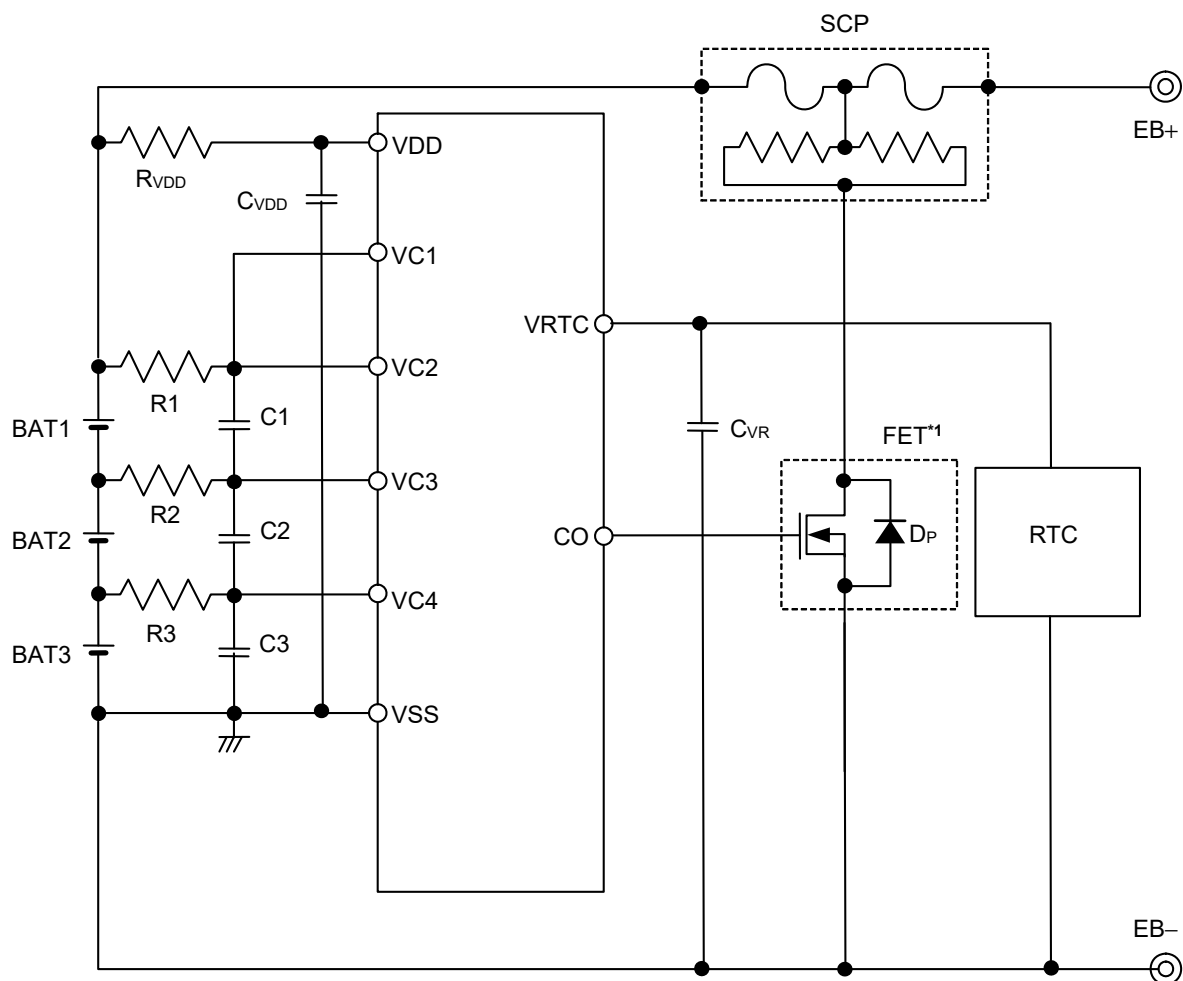 SCP
EB+
VDD
RVDD
CVDD
VC1
VRTC
VC2
R1
C1
BAT1
CVR
FET*1
VC3
R2
C2
CO
DP
RTC
BAT2
VC4
R3
C3
BAT3
VSS
EB−